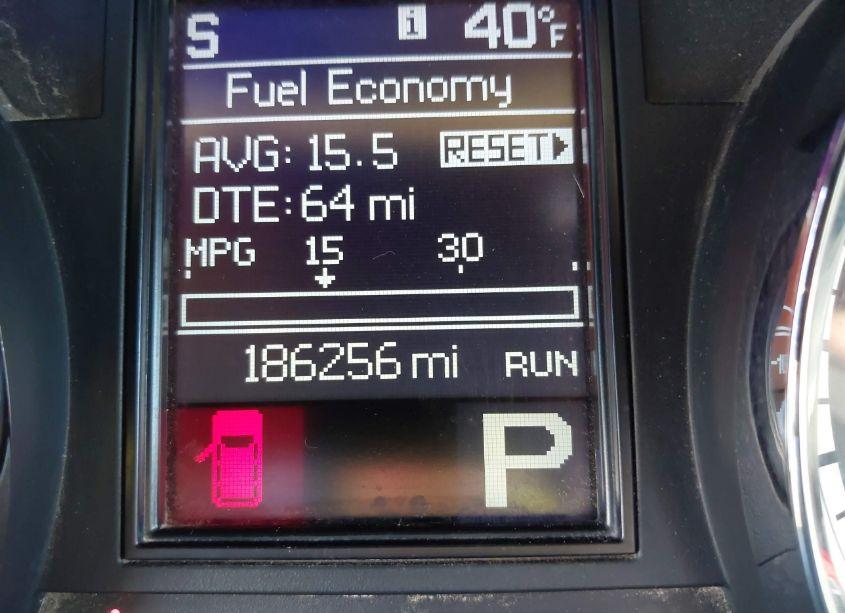 S i 40°F
Fuel Economy
AVG: 15.5 RESET
DTE: 64 mi
MPG 15 30
186256 mi RUN
P